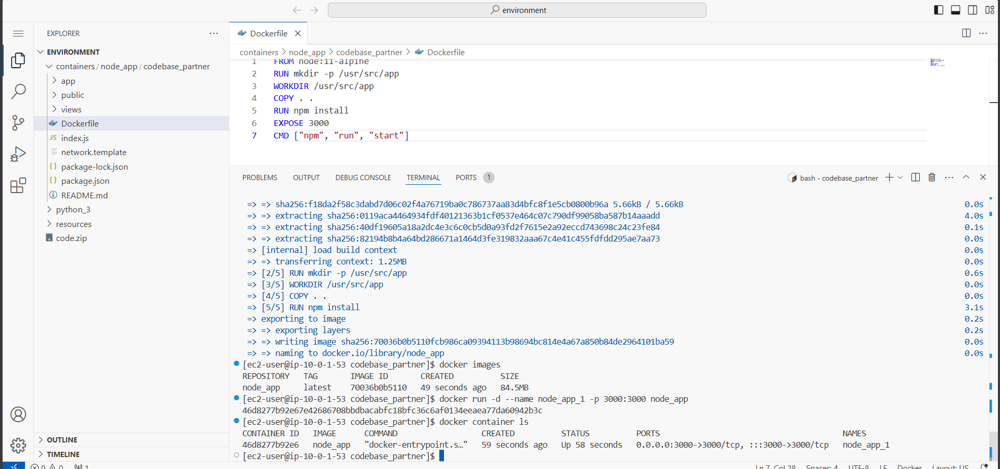 environment
EXPLORER
ENVIRONMENT
containers / node_app / codebase_partner
app
public
views
Dockerfile
index.js
network.template
package-lock.json
package.json
README.md
python_3
resources
code.zip
OUTLINE
TIMELINE
Dockerfile
containers > node_app > codebase_partner > Dockerfile
1 FROM node:11-alpine
2 RUN mkdir -p /usr/src/app
3 WORKDIR /usr/src/app
4 COPY . .
5 RUN npm install
6 EXPOSE 3000
7 CMD ["npm", "run", "start"]
PROBLEMS OUTPUT DEBUG CONSOLE TERMINAL PORTS 1
bash - codebase_partner
=> => sha256:f18da2f58c3dabd7d06c02f4a76719ba0c786737aa83d4bfc8f1e5cb0800b96a 5.66kB / 5.66kB 0.0s
=> => extracting sha256:0119aca4464934fdf40121363b1cf0537e464c07c790df99058ba587b14aaadd 4.0s
=> => extracting sha256:40df19605a18a2dc4e3c6c0cb5d0a93fd2f7615e2a92eccd743698c24c23fe84 0.1s
=> => extracting sha256:82194b8b4a64bd286671a1464d3fe319832aaa67c4e41c455fdfdd295ae7aa73 0.0s
=> [internal] load build context 0.0s
=> => transferring context: 1.25MB 0.0s
=> [2/5] RUN mkdir -p /usr/src/app 0.6s
=> [3/5] WORKDIR /usr/src/app 0.0s
=> [4/5] COPY . . 0.0s
=> [5/5] RUN npm install 3.1s
=> exporting to image 0.2s
=> => exporting layers 0.2s
=> => writing image sha256:70036b0b5110fcb986ca09394113b98694bc814e4a67a850b84de2964101ba59 0.0s
=> => naming to docker.io/library/node_app 0.0s
[ec2-user@ip-10-0-1-53 codebase_partner]$ docker images
REPOSITORY TAG IMAGE ID CREATED SIZE
node_app latest 70036b0b5110 49 seconds ago 84.5MB
[ec2-user@ip-10-0-1-53 codebase_partner]$ docker run -d --name node_app_1 -p 3000:3000 node_app
46d8277b92e67e42686708bbdbacabfc18bfc36c6af0134eeaea77da60942b3c
[ec2-user@ip-10-0-1-53 codebase_partner]$ docker container ls
CONTAINER ID IMAGE COMMAND CREATED STATUS PORTS NAMES
46d8277b92e6 node_app "docker-entrypoint.s…" 59 seconds ago Up 58 seconds 0.0.0.0:3000->3000/tcp, :::3000->3000/tcp node_app_1
[ec2-user@ip-10-0-1-53 codebase_partner]$
0 0 1 Ln 7, Col 28 Spaces: 4 UTF-8 LF Docker Layout: US